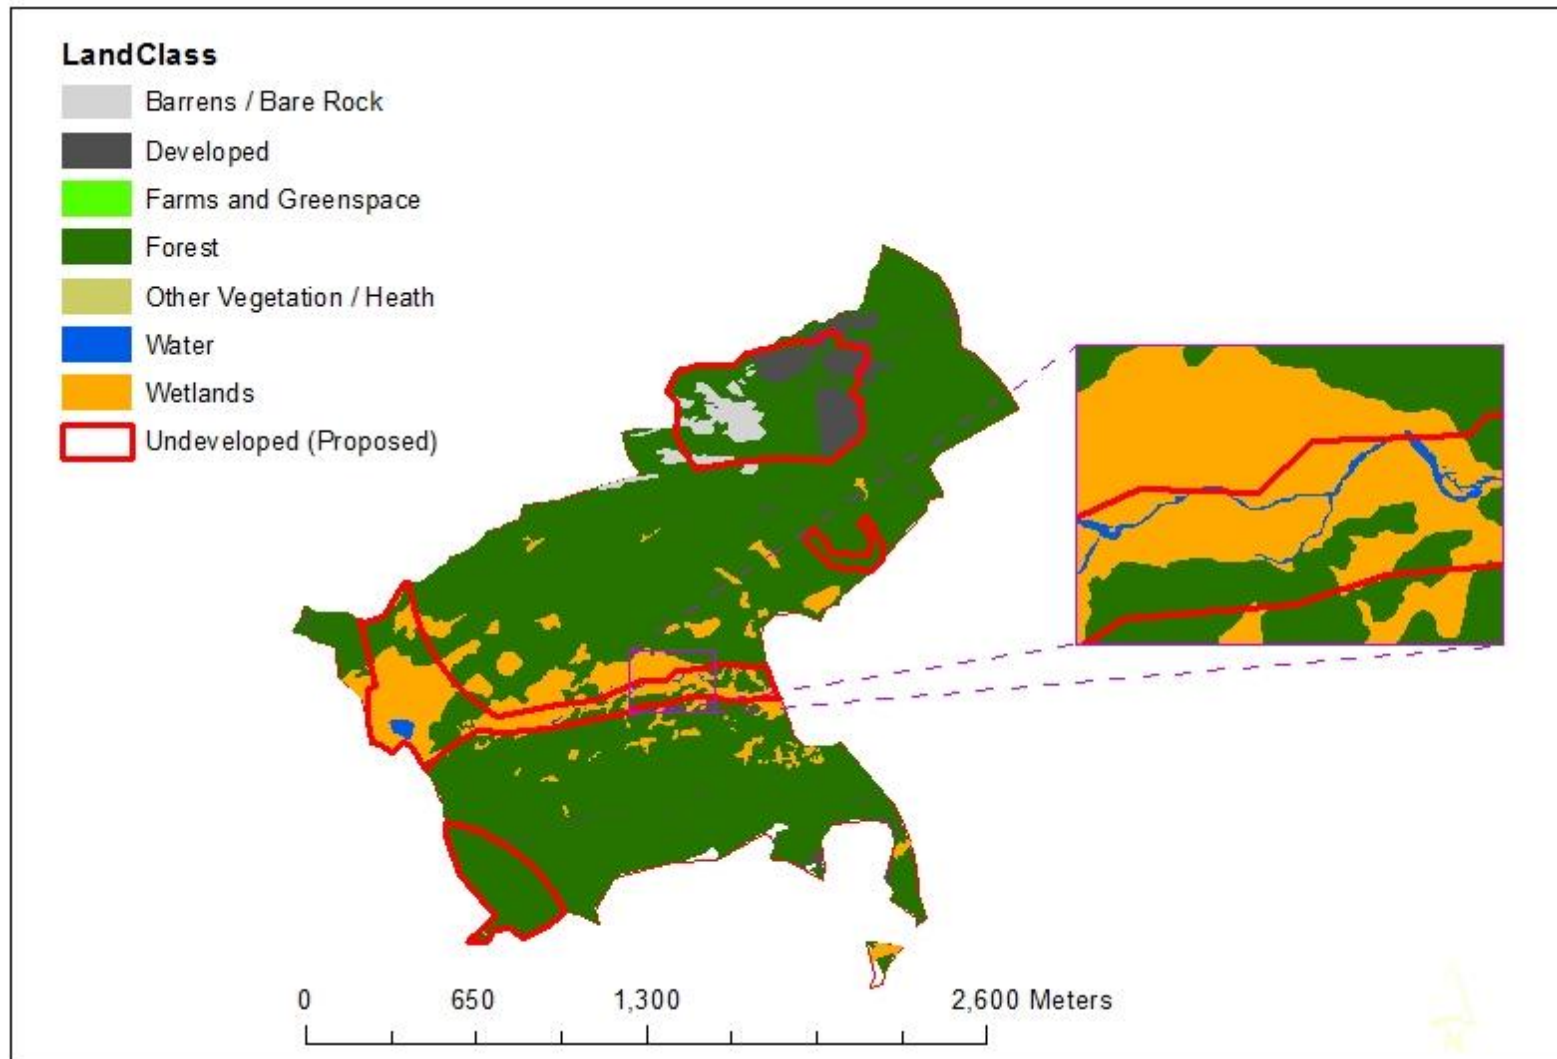 LandClass
Barrens / Bare Rock
Developed
Farms and Greenspace
Forest
Other Vegetation / Heath
Water
Wetlands
Undeveloped (Proposed)
0 650 1,300 2,600 Meters